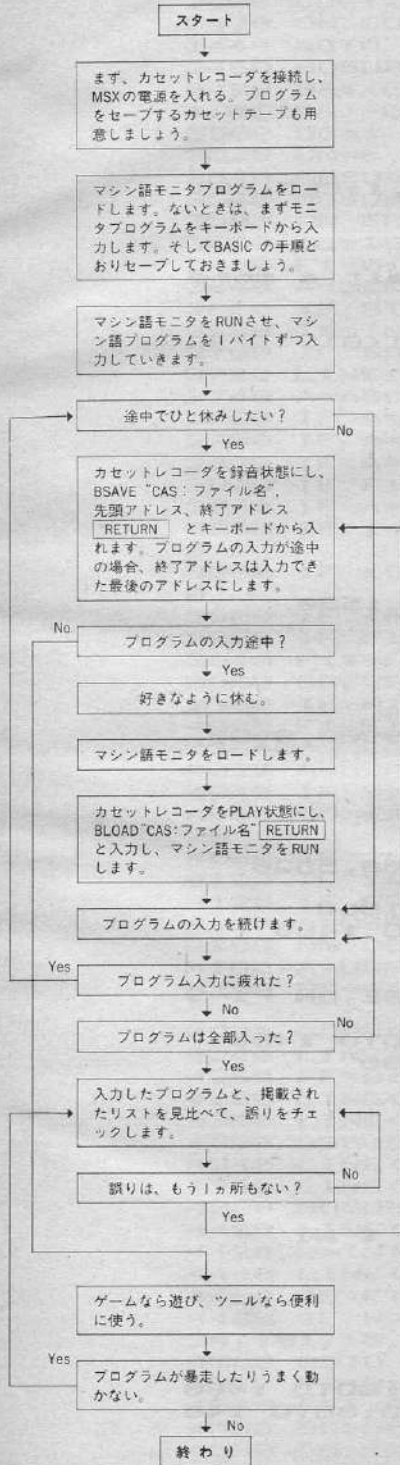 スタート
まず、カセットレコーダを接続し、
MSXの電源を入れる。プログラム
をセーブするカセットテープも用
意しましょう。
マシン語モニタプログラムをロー
ドします。ないときは、まずモニ
タプログラムをキーボードから入
力します。そしてBASICの手順ど
おりセーブしておきましょう。
マシン語モニタをRUNさせ、マシ
ン語プログラムを1バイトずつ入
力していきます。
途中でひと休みしたい?
No
Yes
カセットレコーダを録音状態にし、
BSAVE "CAS:ファイル名",
先頭アドレス、終了アドレス
RETURN とキーボードから入
れます。プログラムの入力が途中
の場合、終了アドレスは入力でき
た最後のアドレスにします。
No
プログラムの入力途中?
Yes
好きなように休む。
マシン語モニタをロードします。
カセットレコーダをPLAY状態にし、
BLOAD"CAS:ファイル名" RETURN
と入力し、マシン語モニタをRUN
します。
プログラムの入力を続けます。
Yes
プログラム入力に疲れた?
No
プログラムは全部入った?
No
Yes
入力したプログラムと、掲載され
たリストを見比べて、誤りをチェ
ックします。
誤りは、もう1ヵ所もない?
No
Yes
ゲームなら遊び、ツールなら便利
に使う。
Yes
プログラムが暴走したりうまく動
かない。
No
終わり